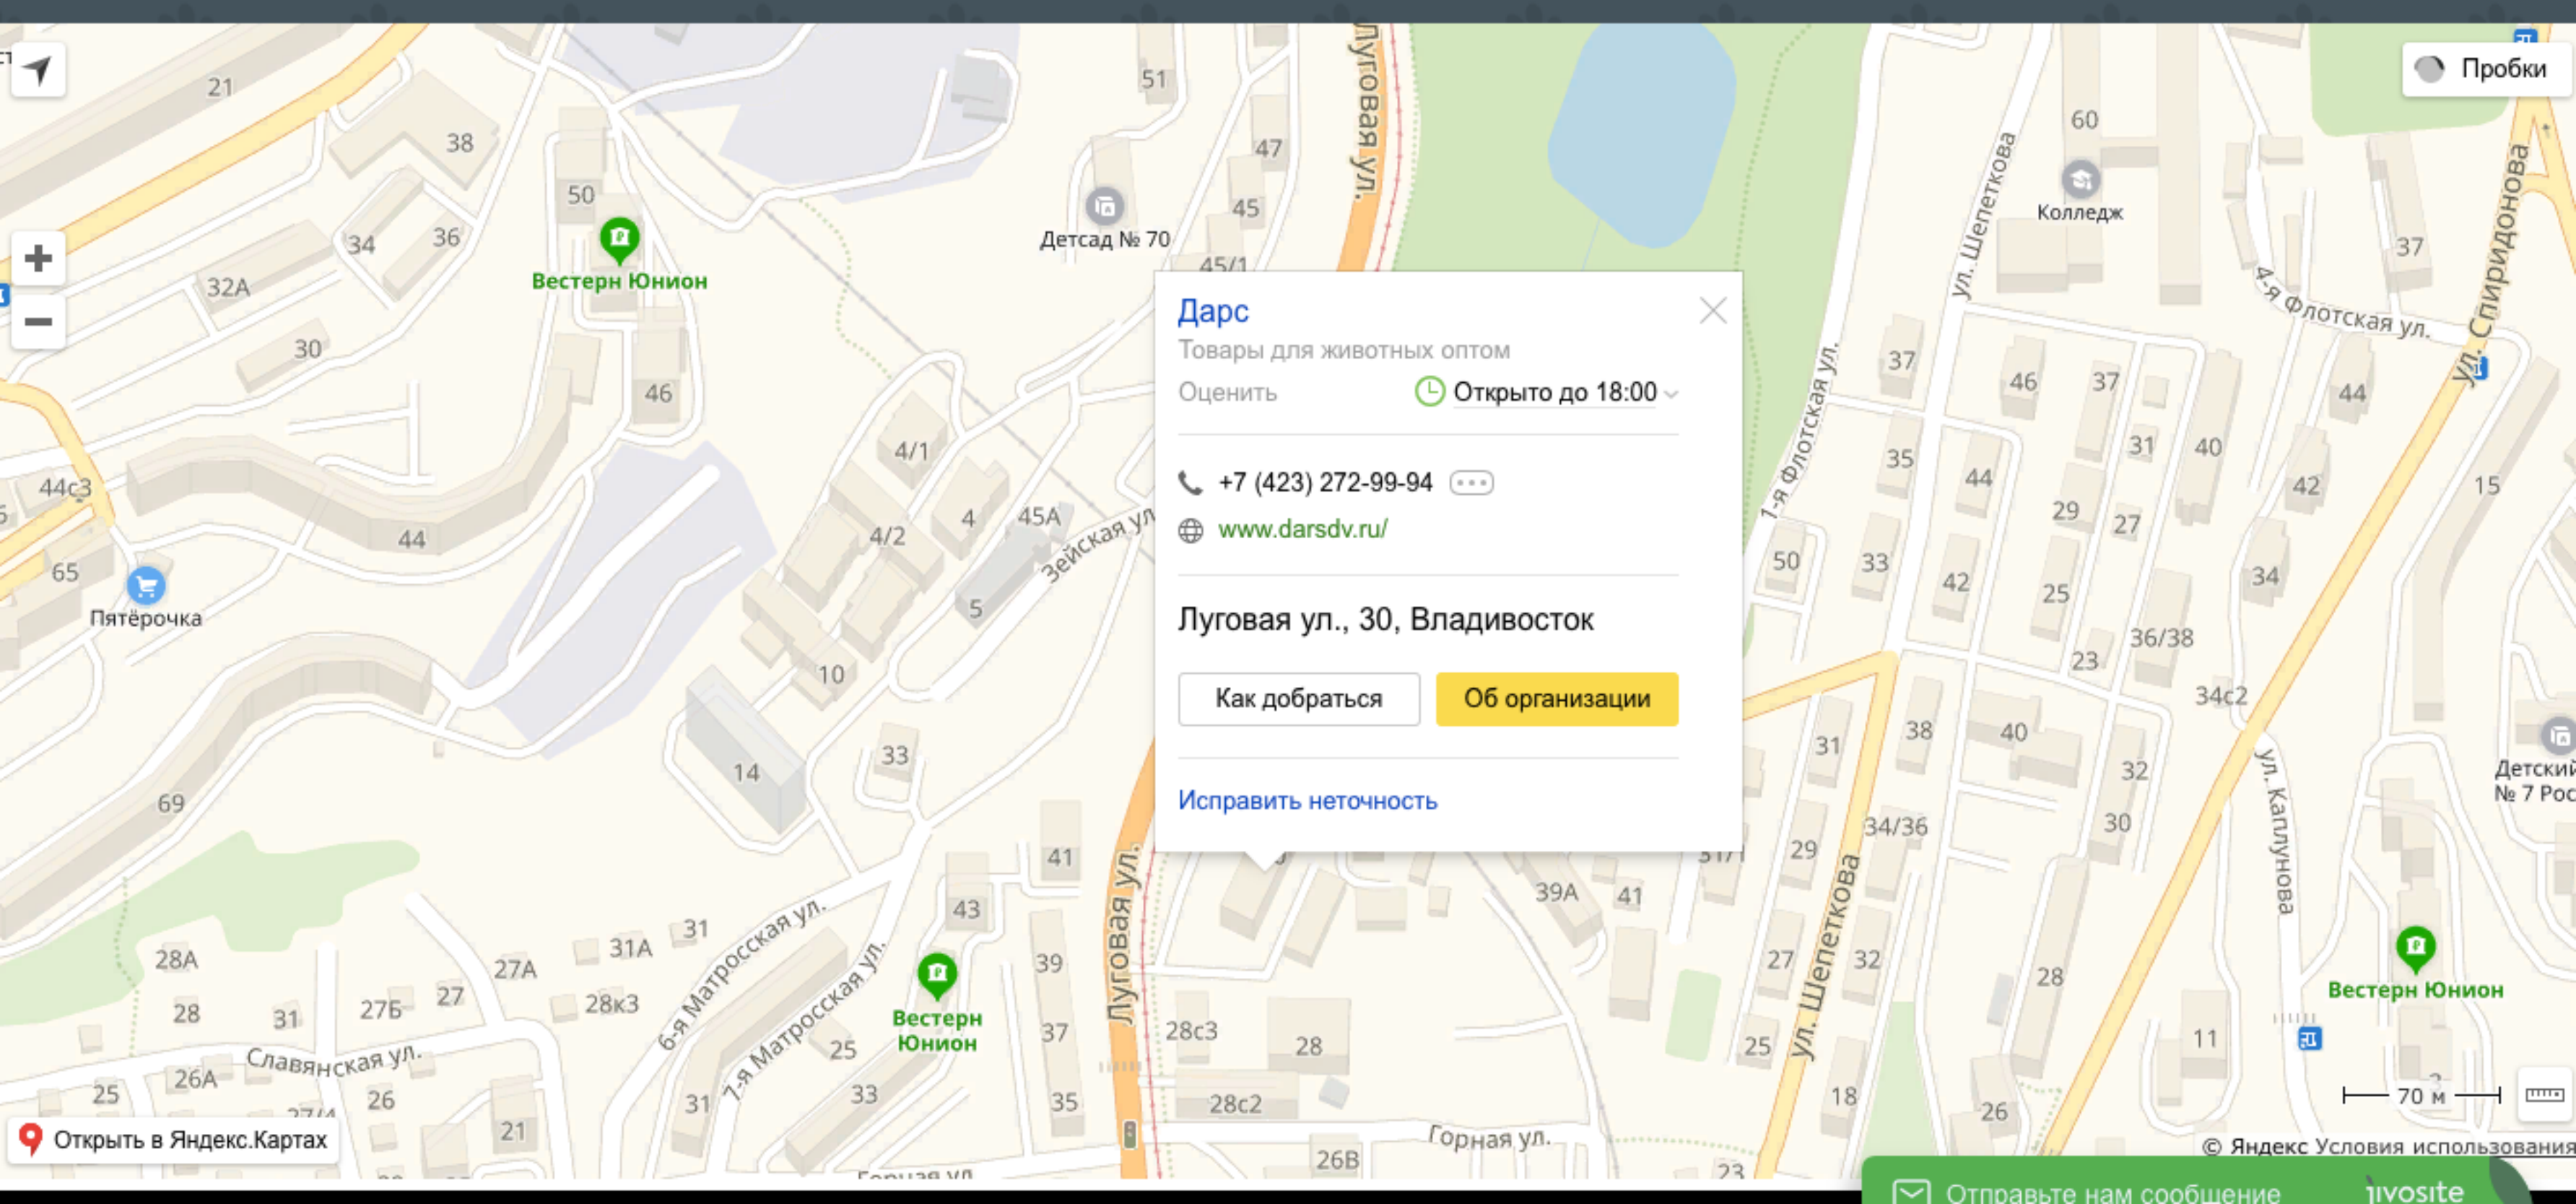 21
51
Луговая ул.
Пробки
38
60
47
ул. Шепеткова
ул. Спиридонова
50
45
Колледж
Детсад № 70
34
36
37
Вестерн Юнион
45/1
32А
4-я Флотская ул.
Дарс
Товары для животных оптом
Оценить
Открыто до 18:00
+7 (423) 272-99-94
www.darsdv.ru/
Луговая ул., 30, Владивосток
Как добраться
Об организации
Исправить неточность
30
46
4/1
1-я Флотская ул.
37
46
37
44
35
44
31
40
42
15
44с3
44
4/2
4
45А
Зейская ул
29
27
65
Пятёрочка
5
50
33
42
25
34
36/38
23
10
34с2
33
14
31
38
40
32
Детский
№ 7 Рос
69
ул. Каплунова
34/36
30
41
Луговая ул.
31/1
29
39А
41
43
ул. Шепеткова
31
31А
28А
27А
6-я Матросская ул.
7-я Матросская ул.
39
27
32
28
27
27Б
28к3
28
31
Вестерн
Юнион
Вестерн Юнион
37
28с3
28
25
25
11
Славянская ул.
26А
25
26
27/4
31
33
35
28с2
18
26
70 м
21
Горная ул.
Открыть в Яндекс.Картах
© Яндекс Условия использования
26В
23
Горная ул
Отправьте нам сообщение
jivosite